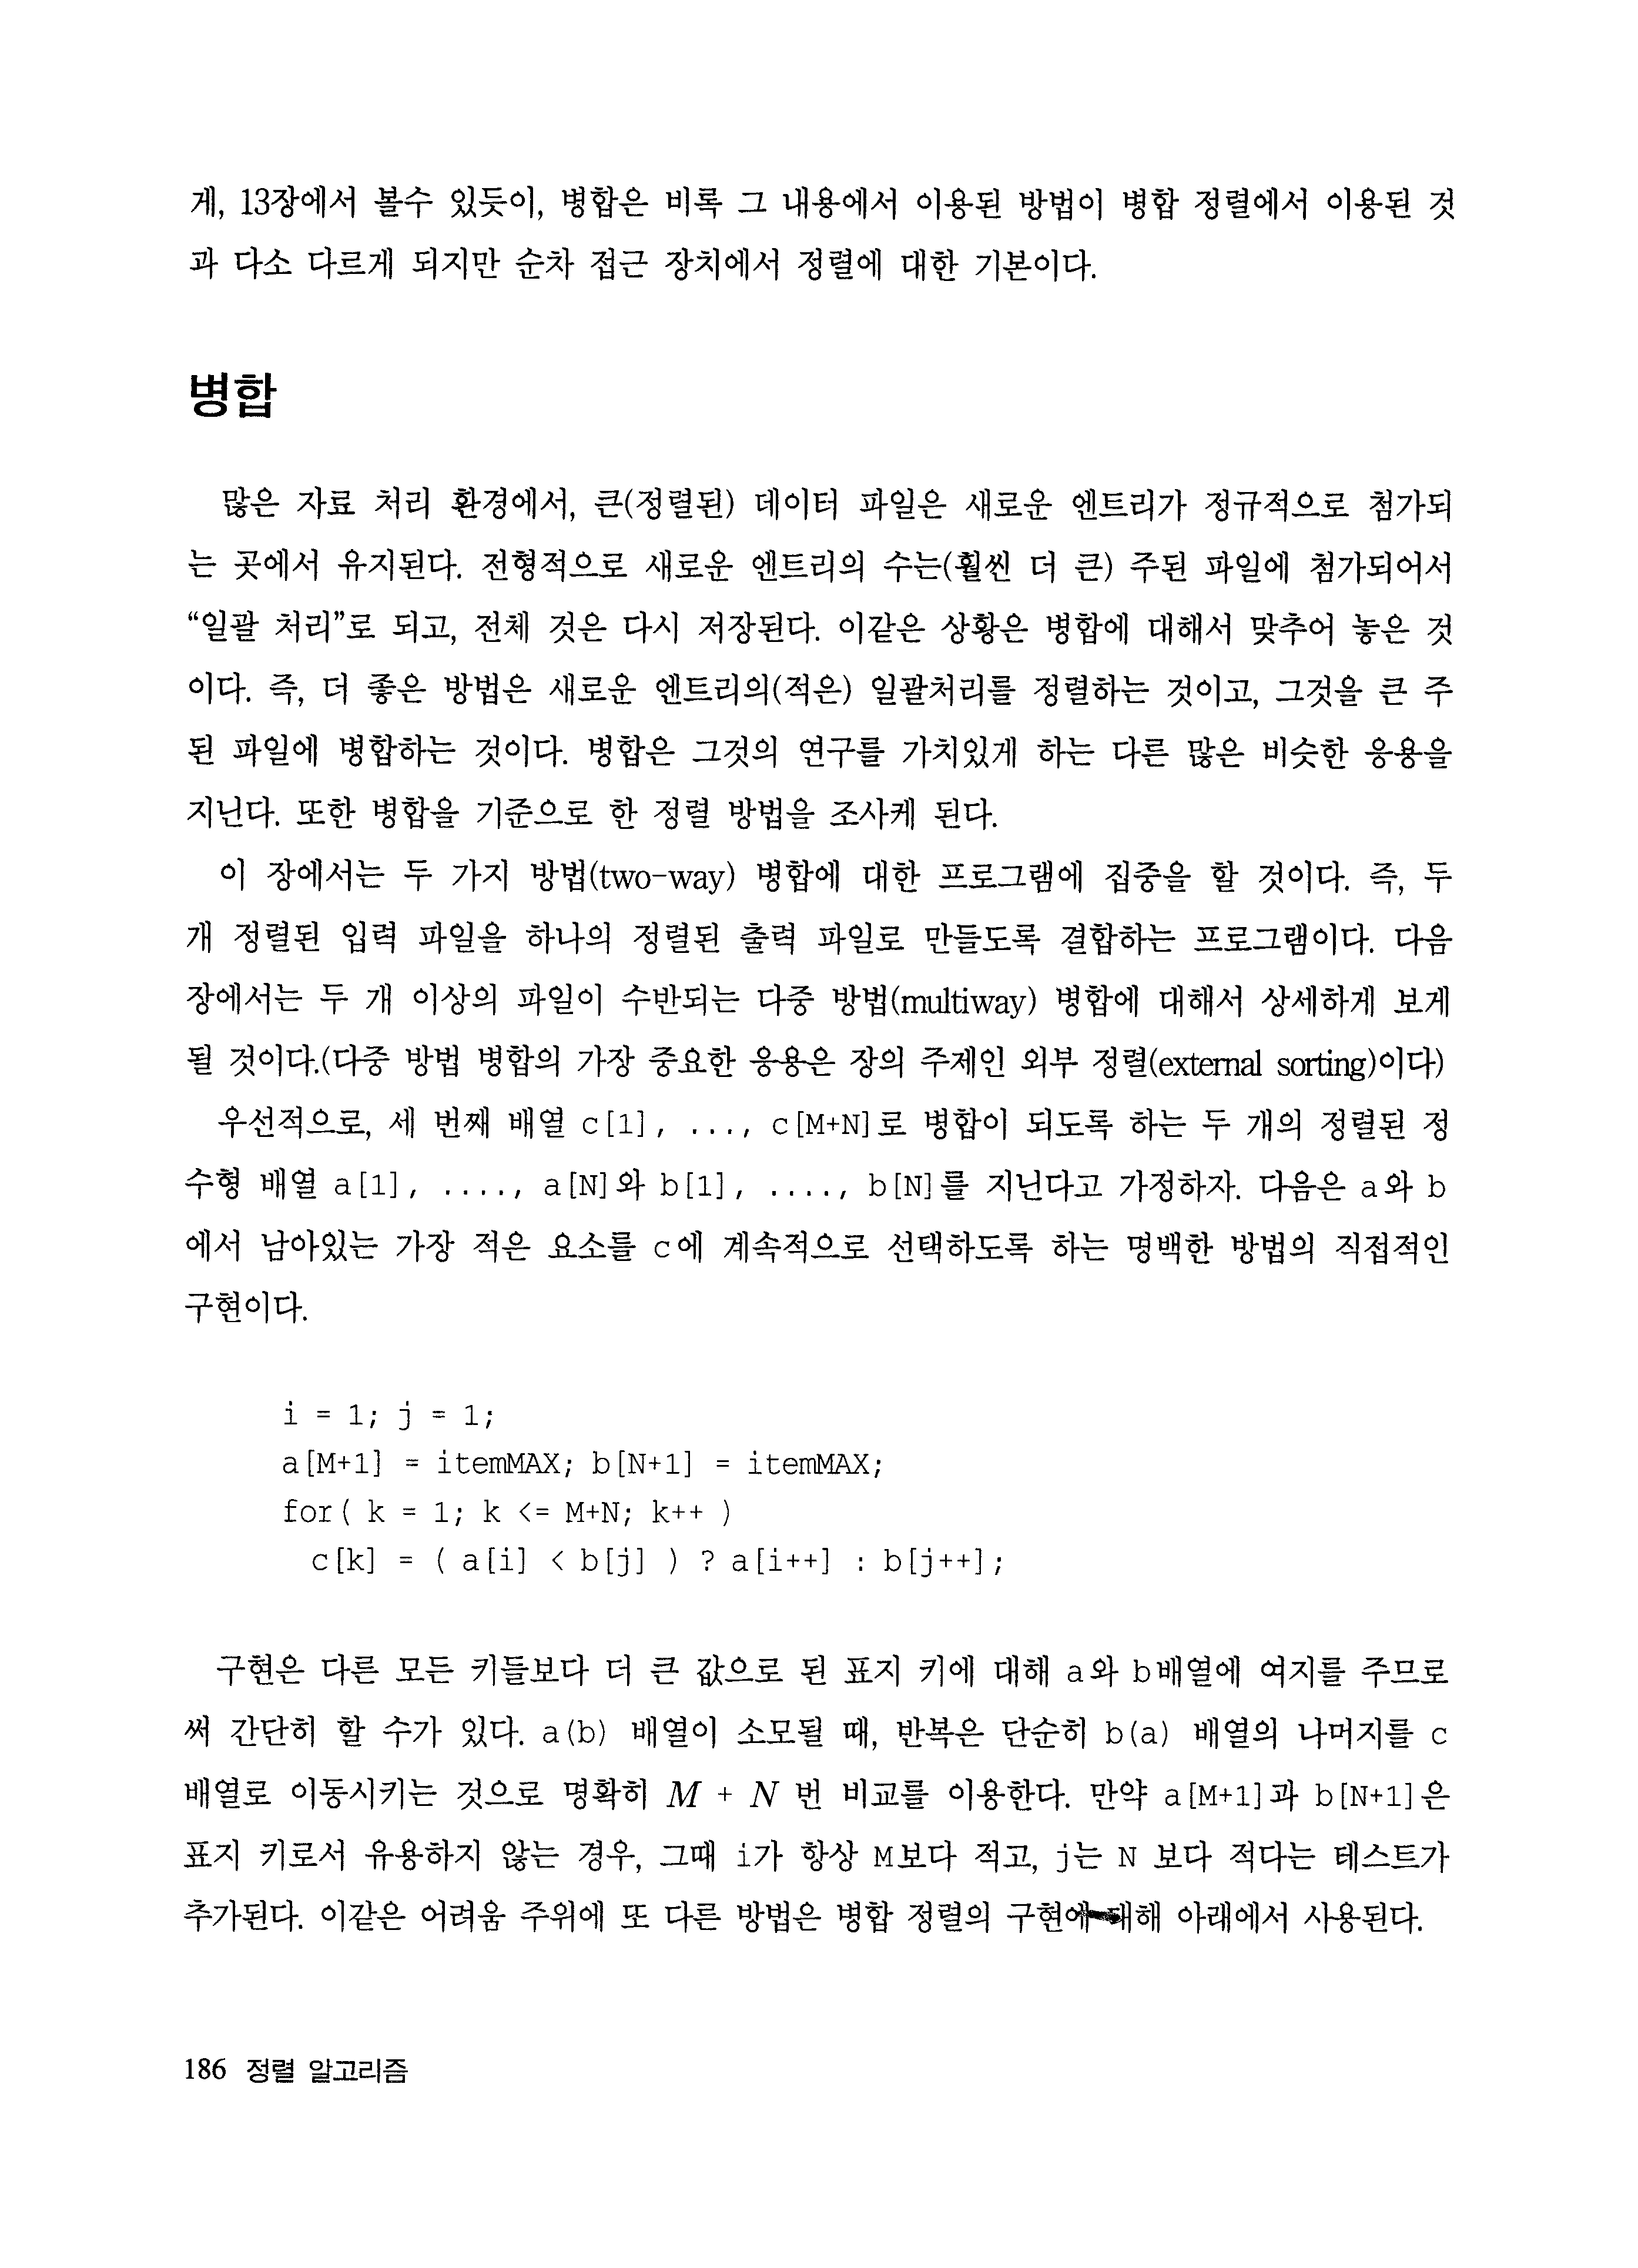 게, 13장에서 볼수 있듯이, 병합은 비록 그 내용에서 이용된 방법이 병합 정렬에서 이용된 것
과 다소 다르게 되지만 순차 접근 장치에서 정렬에 대한 기본이다.
병합
많은 자료 처리 환경에서, 큰(정렬된) 데이터 파일은 새로운 엔트리가 정규적으로 첨가되
는 곳에서 유지된다. 전형적으로 새로운 엔트리의 수는(훨씬 더 큰) 주된 파일에 첨가되어서
“일괄 처리”로 되고, 전체 것은 다시 저장된다. 이같은 상황은 병합에 대해서 맞추어 놓은 것
이다. 즉, 더 좋은 방법은 새로운 엔트리의(적은) 일괄처리를 정렬하는 것이고, 그것을 큰 주
된 파일에 병합하는 것이다. 병합은 그것의 연구를 가치있게 하는 다른 많은 비슷한 응용을
지닌다. 또한 병합을 기준으로 한 정렬 방법을 조사케 된다.
이 장에서는 두 가지 방법(two-way) 병합에 대한 프로그램에 집중을 할 것이다. 즉, 두
개 정렬된 입력 파일을 하나의 정렬된 출력 파일로 만들도록 결합하는 프로그램이다. 다음
장에서는 두 개 이상의 파일이 수반되는 다중 방법(multiway) 병합에 대해서 상세하게 보게
될 것이다.(다중 방법 병합의 가장 중요한 응용은 장의 주제인 외부 정렬(external sorting)이다)
우선적으로, 세 번째 배열 c[1], ..., c[M+N]로 병합이 되도록 하는 두 개의 정렬된 정
수형 배열 a[1], ...., a[N]와 b[1], ...., b[N]를 지닌다고 가정하자. 다음은 a와 b
에서 남아있는 가장 적은 요소를 c에 계속적으로 선택하도록 하는 명백한 방법의 직접적인
구현이다.
i = 1; j = 1;
a[M+1] = itemMAX; b[N+1] = itemMAX;
for( k = 1; k <= M+N; k++ )
c[k] = ( a[i] < b[j] ) ? a[i++] : b[j++];
구현은 다른 모든 키들보다 더 큰 값으로 된 표지 키에 대해 a와 b배열에 여지를 주므로
써 간단히 할 수가 있다. a(b) 배열이 소모될 때, 반복은 단순히 b(a) 배열의 나머지를 c
배열로 이동시키는 것으로 명확히 M + N 번 비교를 이용한다. 만약 a[M+1]과 b[N+1]은
표지 키로서 유용하지 않는 경우, 그때 i가 항상 M보다 적고, j는 N 보다 적다는 테스트가
추가된다. 이같은 어려움 주위에 또 다른 방법은 병합 정렬의 구현에 대해 아래에서 사용된다.
186 정렬 알고리즘